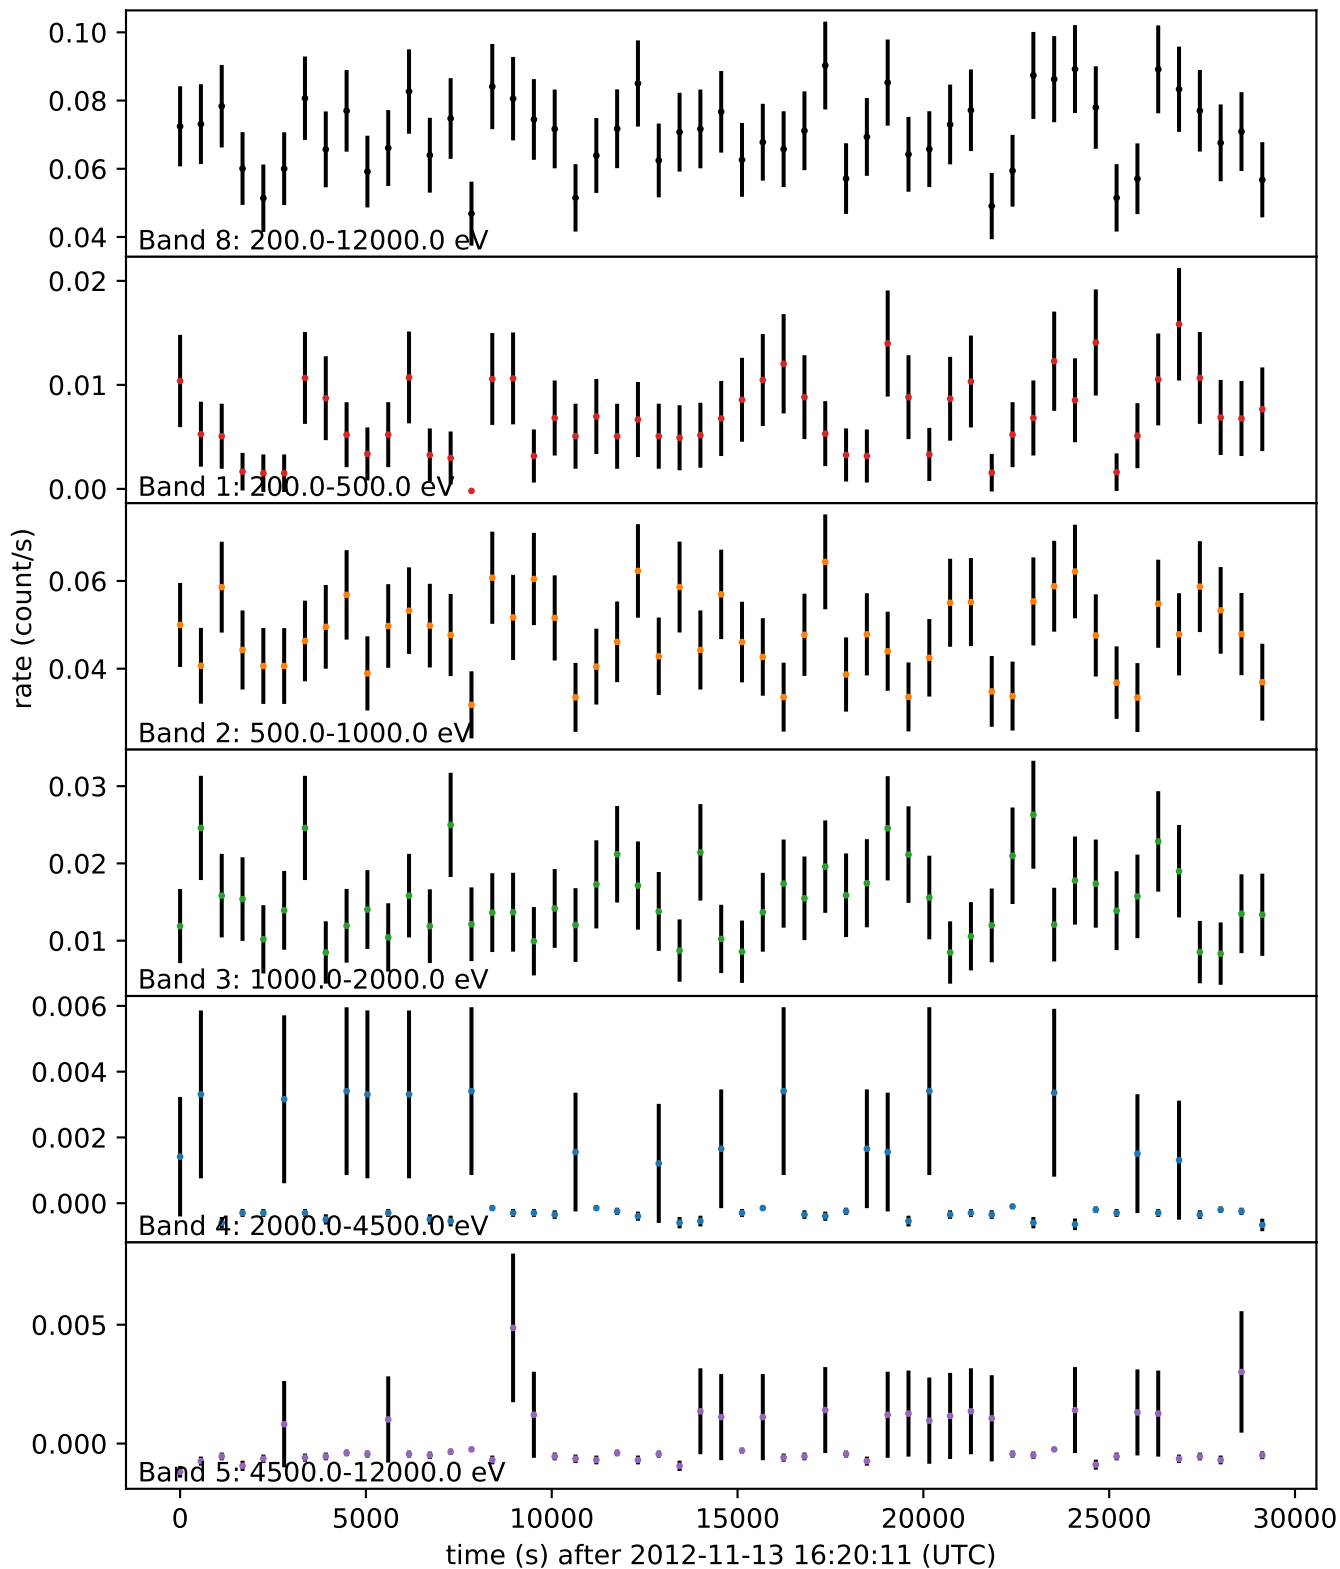 0.10
0.08
0.06
0.04
Band 8: 200.0-12000.0 eV
0.02
0.01
0.00
Band 1: 200.0-500.0 eV
rate (count/s)
0.06
0.04
Band 2: 500.0-1000.0 eV
0.03
0.02
0.01
Band 3: 1000.0-2000.0 eV
0.006
0.004
0.002
0.000
Band 4: 2000.0-4500.0 eV
0.005
0.000
Band 5: 4500.0-12000.0 eV
0 5000 10000 15000 20000 25000 30000
time (s) after 2012-11-13 16:20:11 (UTC)